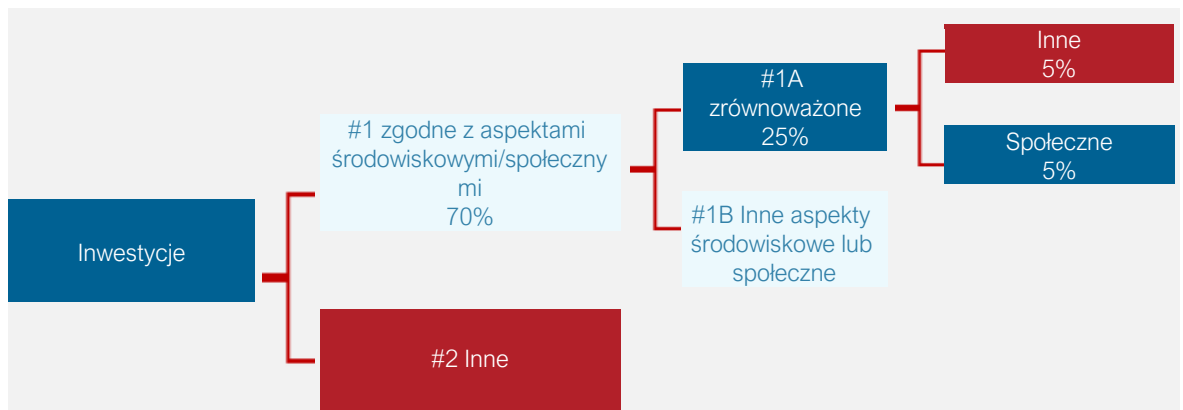 Inwestycje
#1 zgodne z aspektami
środowiskowymi/społeczny
mi
70%
#2 Inne
#1A
zrównoważone
25%
#1B Inne aspekty
środowiskowe lub
społeczne
Inne
5%
Społeczne
5%